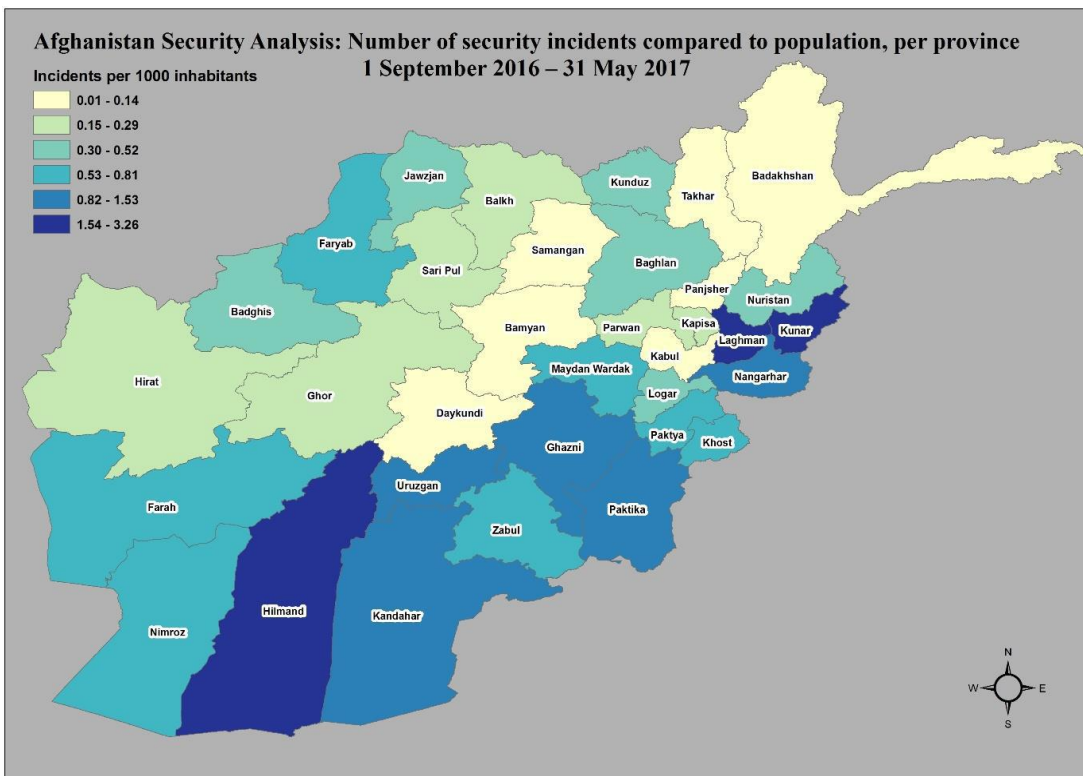 Afghanistan Security Analysis: Number of security incidents compared to population, per province
1 September 2016 – 31 May 2017
Incidents per 1000 inhabitants
0.01 - 0.14
0.15 - 0.29
0.30 - 0.52
0.53 - 0.81
0.82 - 1.53
1.54 - 3.26
Jawzjan
Kunduz
Badakhshan
Takhar
Balkh
Faryab
Samangan
Sari Pul
Baghlan
Panjsher
Nuristan
Badghis
Bamyan
Parwan
Kapisa
Kunar
Laghman
Kabul
Maydan Wardak
Nangarhar
Hirat
Ghor
Logar
Daykundi
Paktya
Khost
Ghazni
Uruzgan
Farah
Paktika
Zabul
Hilmand
Kandahar
Nimroz
N
W
E
S